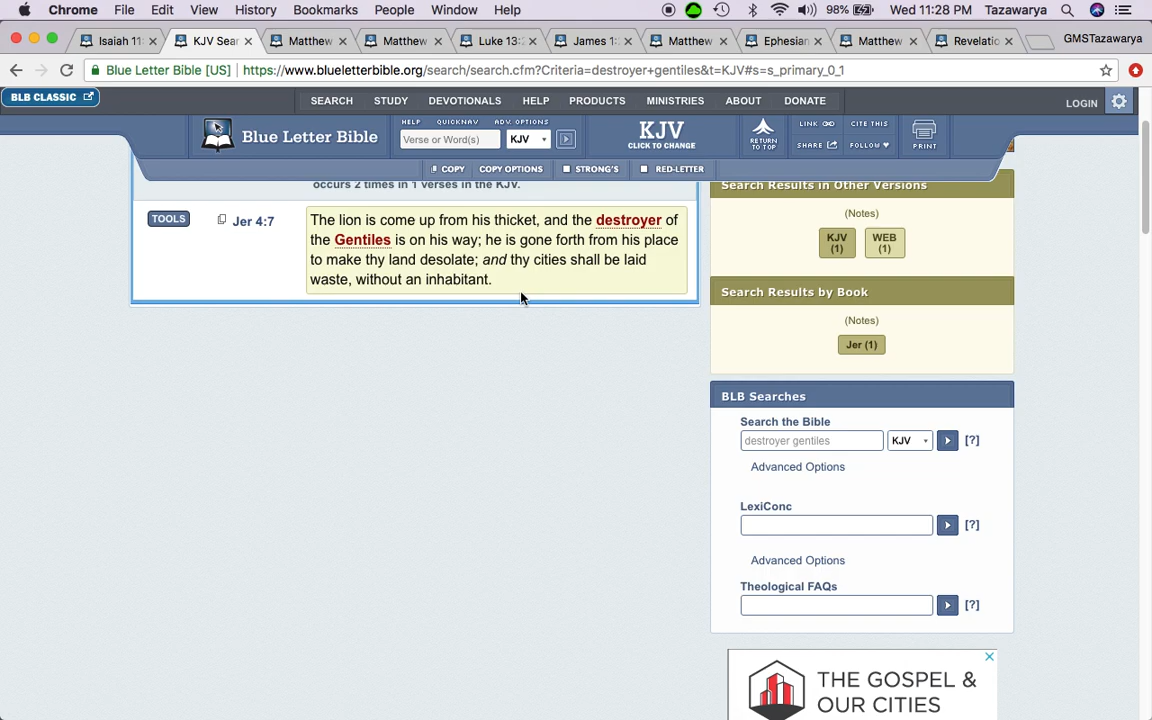 Chrome File Edit View History Bookmarks People Window Help 98% Wed 11:28 PM Tazawarya
Isaiah 11: KJV Sear Matthew Matthew Luke 13:2 James 1: Matthew Ephesian Matthew Revelatio GMSTazawarya
Blue Letter Bible [US] https://www.blueletterbible.org/search/search.cfm?Criteria=destroyer+gentiles&t=KJV#s=s_primary_0_1
BLB CLASSIC
SEARCH STUDY DEVOTIONALS HELP PRODUCTS MINISTRIES ABOUT DONATE LOGIN
HELP QUICKNAV ADV. OPTIONS
Blue Letter Bible
Verse or Word(s) KJV
KJV
CLICK TO CHANGE
RETURN
TO TOP
LINK CITE THIS
SHARE FOLLOW
PRINT
COPY COPY OPTIONS STRONG'S RED-LETTER
occurs 2 times in 1 verses in the KJV.
TOOLS Jer 4:7
The lion is come up from his thicket, and the destroyer of
the Gentiles is on his way; he is gone forth from his place
to make thy land desolate; and thy cities shall be laid
waste, without an inhabitant.
Search Results in Other Versions
(Notes)
KJV
(1)
WEB
(1)
Search Results by Book
(Notes)
Jer (1)
BLB Searches
Search the Bible
destroyer gentiles KJV [?]
Advanced Options
LexiConc
[?]
Advanced Options
Theological FAQs
[?]
THE GOSPEL &
OUR CITIES